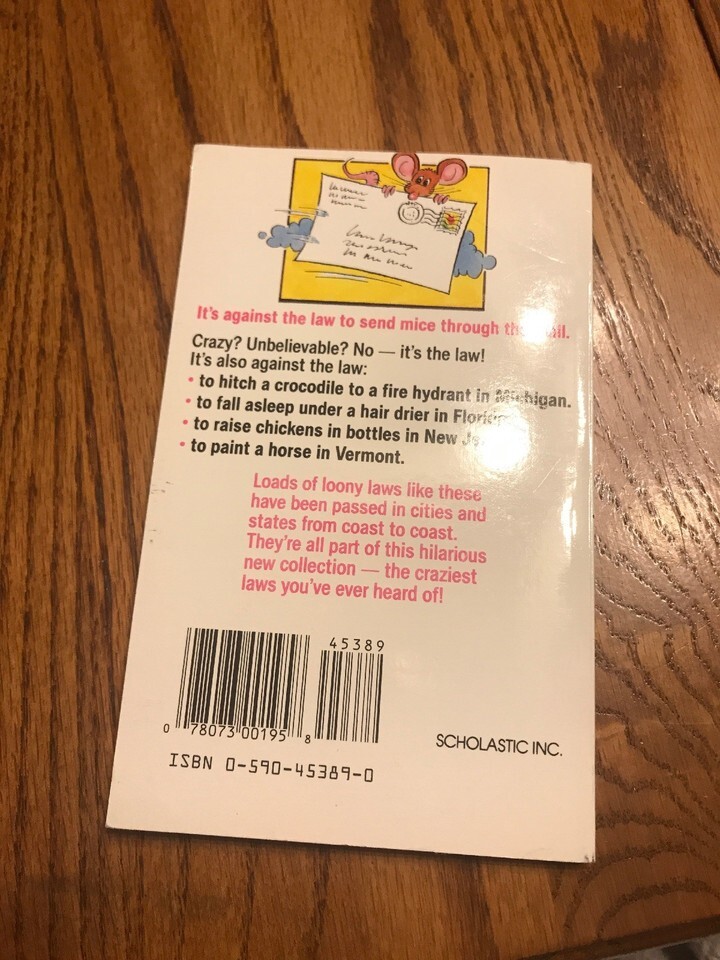 It's against the law to send mice through
Crazy? Unbelievable? No — it's the law!
It's also against the law:
• to hitch a crocodile to a fire hydrant in Michigan.
• to fall asleep under a hair drier in
• to raise chickens in bottles in New
• to paint a horse in Vermont.
Loads of loony laws like these
have been passed in cities and
states from coast to coast.
They're all part of this hilarious
new collection — the craziest
laws you've ever heard of!
45389
0 78073 00195 8
SCHOLASTIC INC.
ISBN 0-590-45389-0